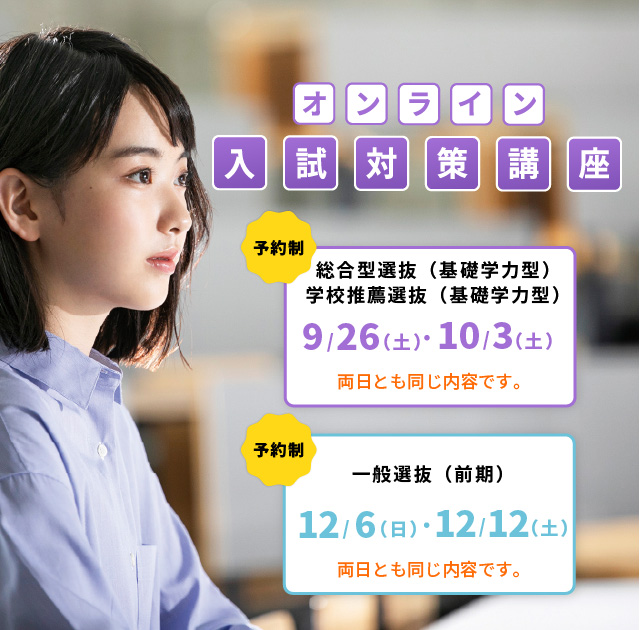 オンライン
入試対策講座
予約制
総合型選抜（基礎学力型）
学校推薦選抜（基礎学力型）
9/26(土)・10/3(土)
両日とも同じ内容です。
予約制
一般選抜（前期）
12/6(日)・12/12(土)
両日とも同じ内容です。